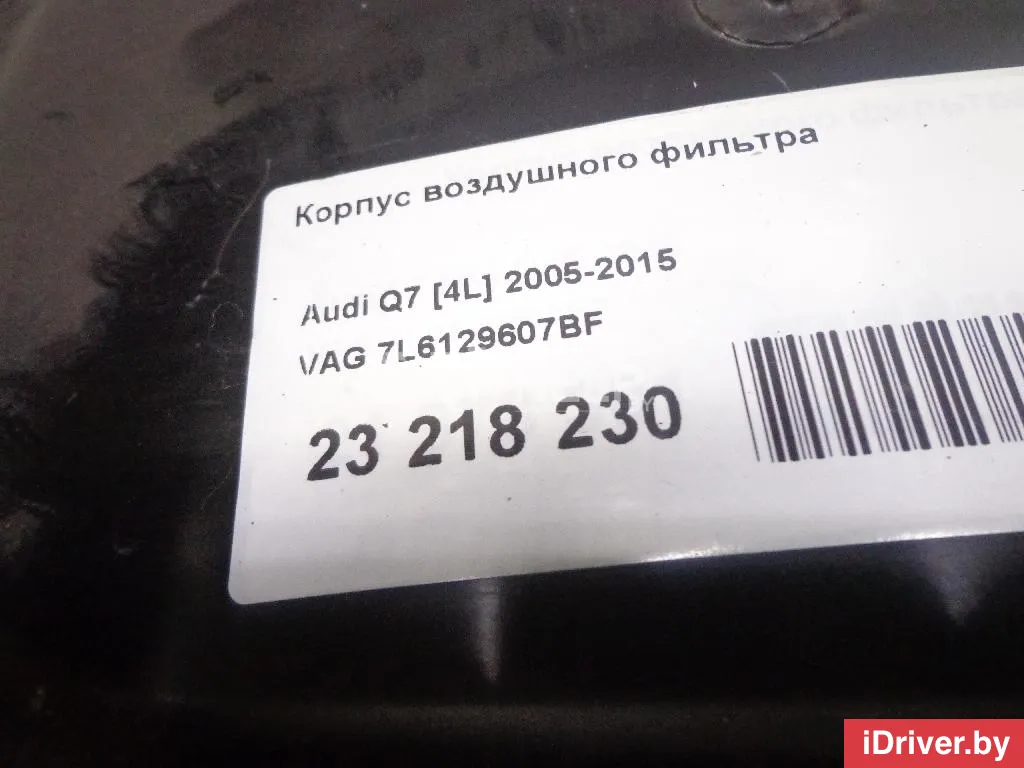 Корпус воздушного фильтра
Audi Q7 [4L] 2005-2015
VAG 7L6129607BF
23 218 230
iDriver.by